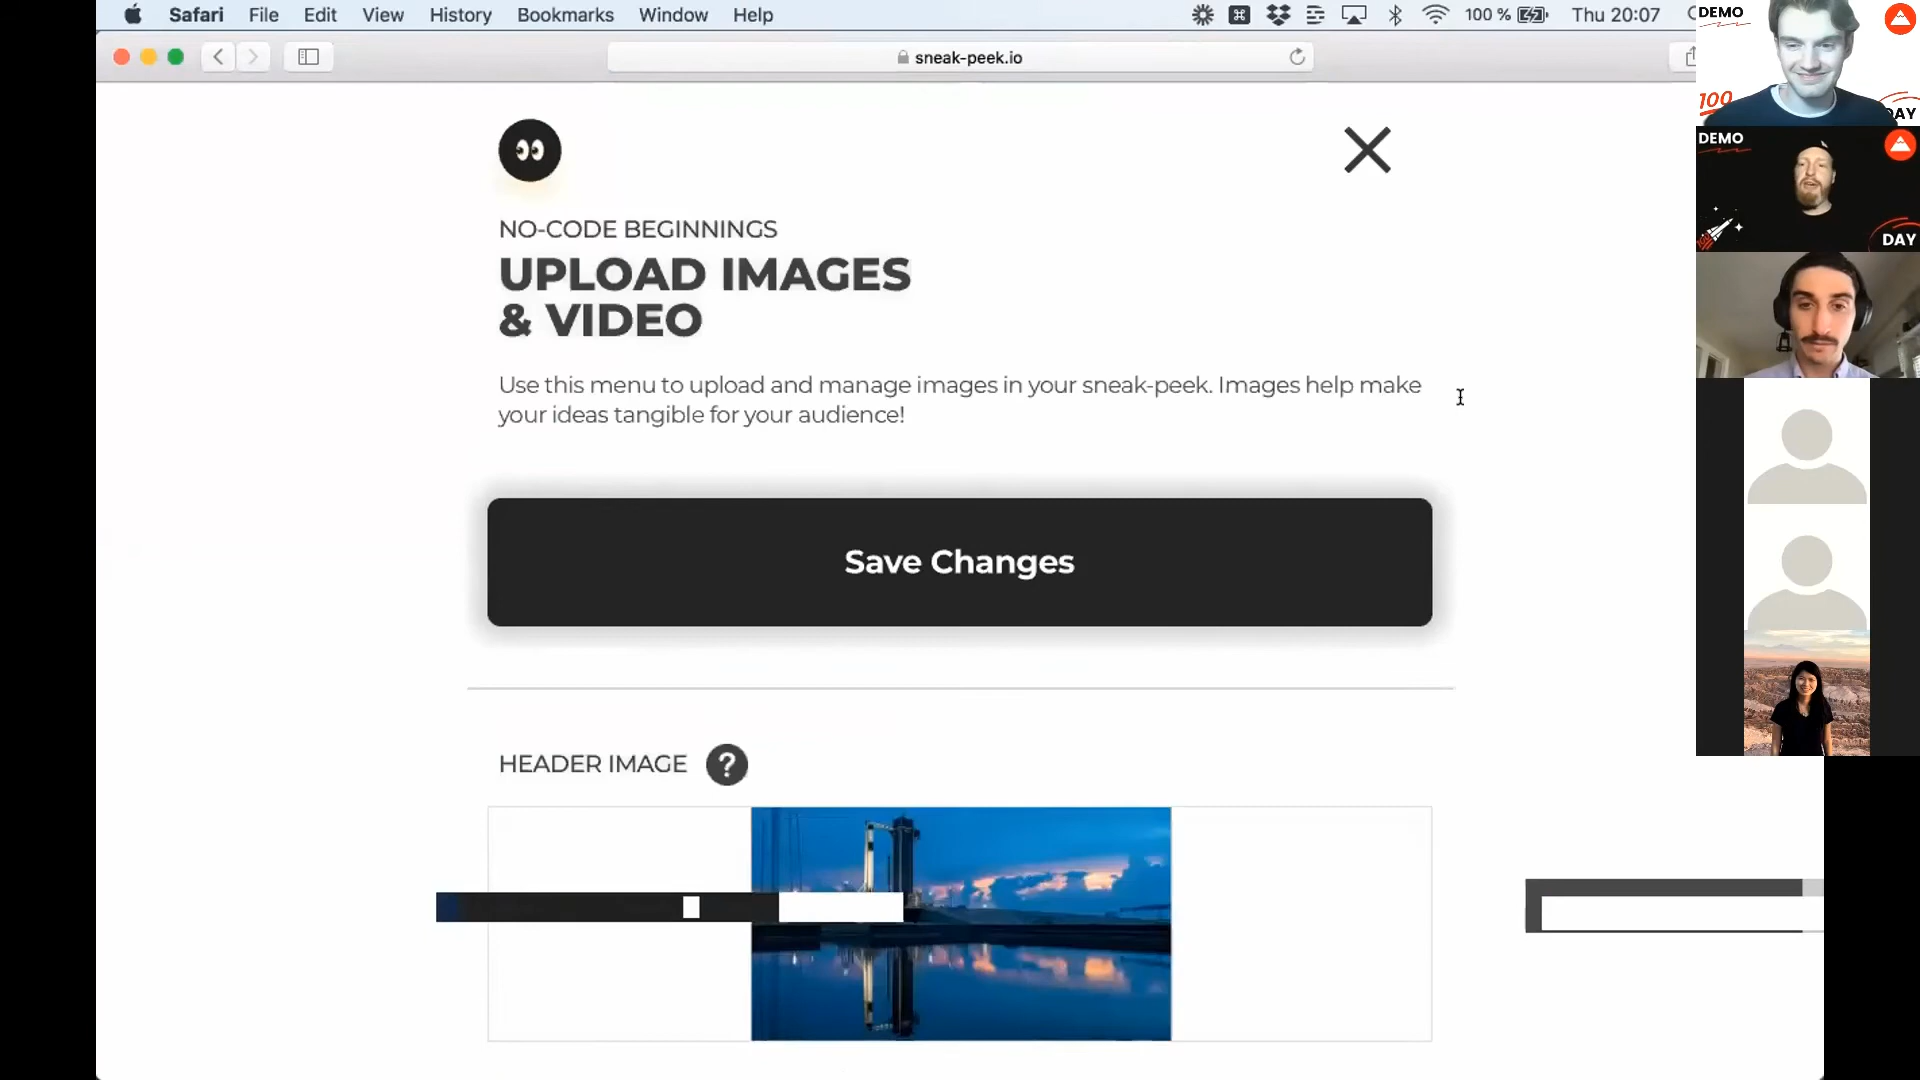 Safari File Edit View History Bookmarks Window Help 100 % Thu 20:07
sneak-peek.io
DEMO
100
DAY
DEMO
DAY
NO-CODE BEGINNINGS
UPLOAD IMAGES
& VIDEO
Use this menu to upload and manage images in your sneak-peek. Images help make
your ideas tangible for your audience!
Save Changes
HEADER IMAGE ?